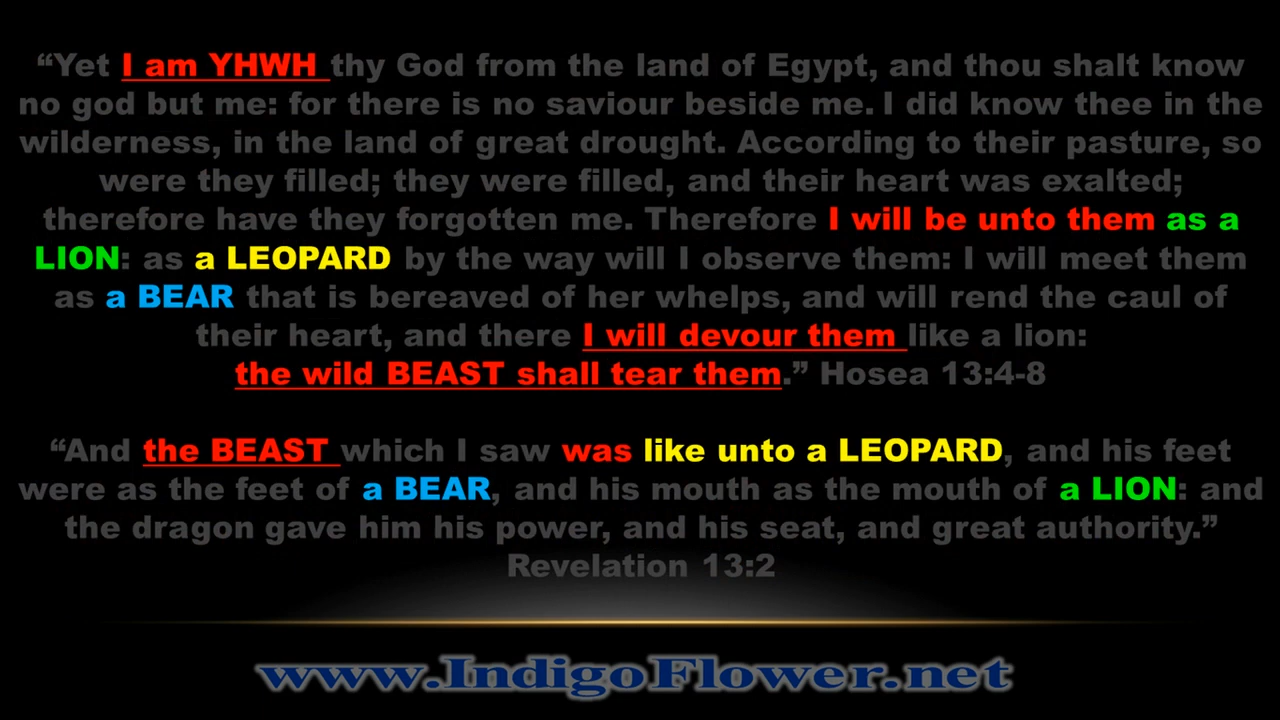 “Yet I am YHWH thy God from the land of Egypt, and thou shalt know
no god but me: for there is no saviour beside me. I did know thee in the
wilderness, in the land of great drought. According to their pasture, so
were they filled; they were filled, and their heart was exalted;
therefore have they forgotten me. Therefore I will be unto them as a
LION: as a LEOPARD by the way will I observe them: I will meet them
as a BEAR that is bereaved of her whelps, and will rend the caul of
their heart, and there I will devour them like a lion:
the wild BEAST shall tear them.” Hosea 13:4-8
“And the BEAST which I saw was like unto a LEOPARD, and his feet
were as the feet of a BEAR, and his mouth as the mouth of a LION: and
the dragon gave him his power, and his seat, and great authority.”
Revelation 13:2
www.IndigoFlower.net